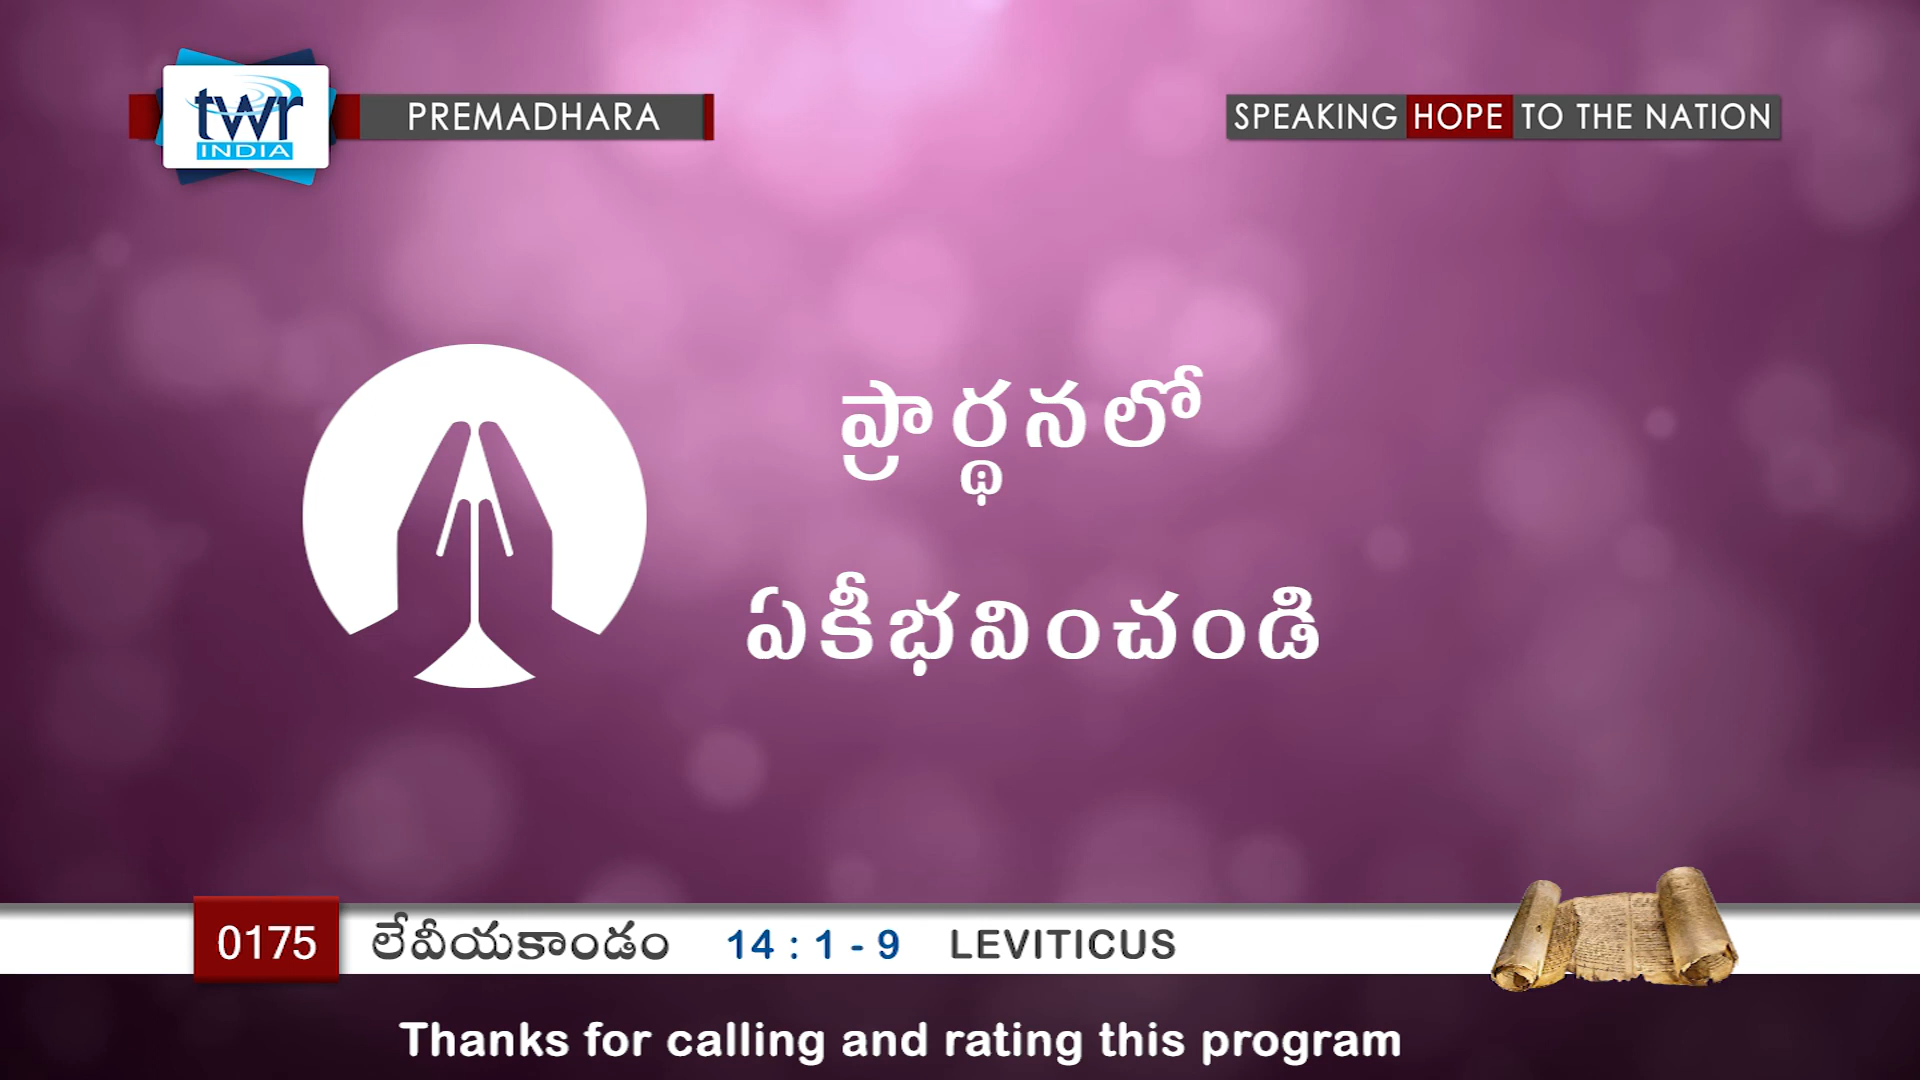 twr
INDIA
PREMADHARA
SPEAKING HOPE TO THE NATION
ప్రార్థనలో
ఏకీభవించండి
0175 లేవీయకాండం 14 : 1 - 9 LEVITICUS
Thanks for calling and rating this program